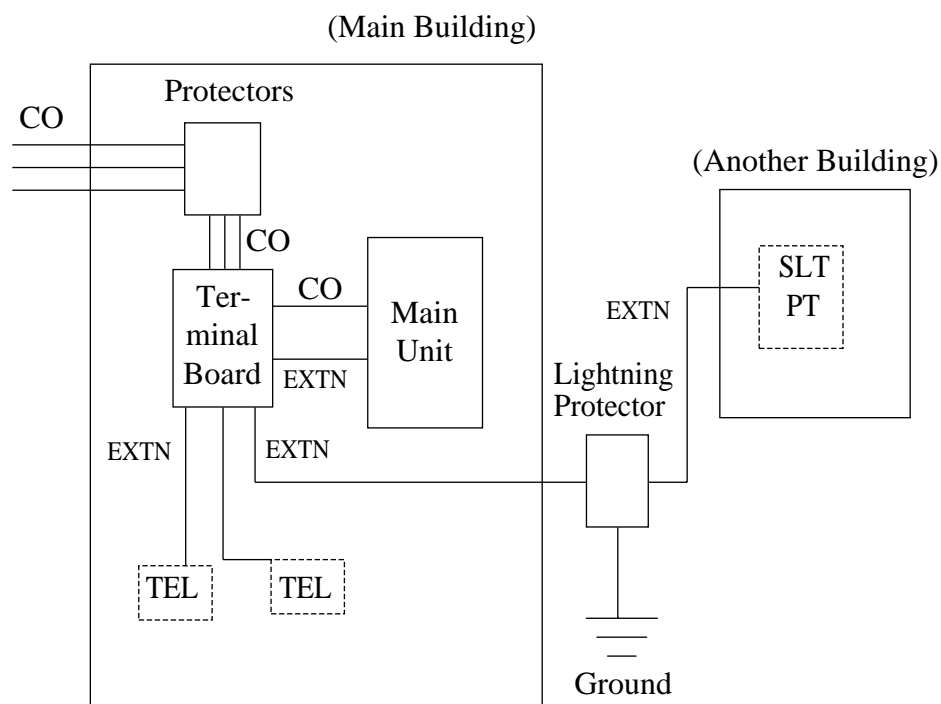 (Main Building)
Protectors
CO
(Another Building)
CO
SLT
PT
Ter-
minal
Board
CO
Main
Unit
EXTN
EXTN
Lightning
Protector
EXTN
EXTN
TEL
TEL
Ground